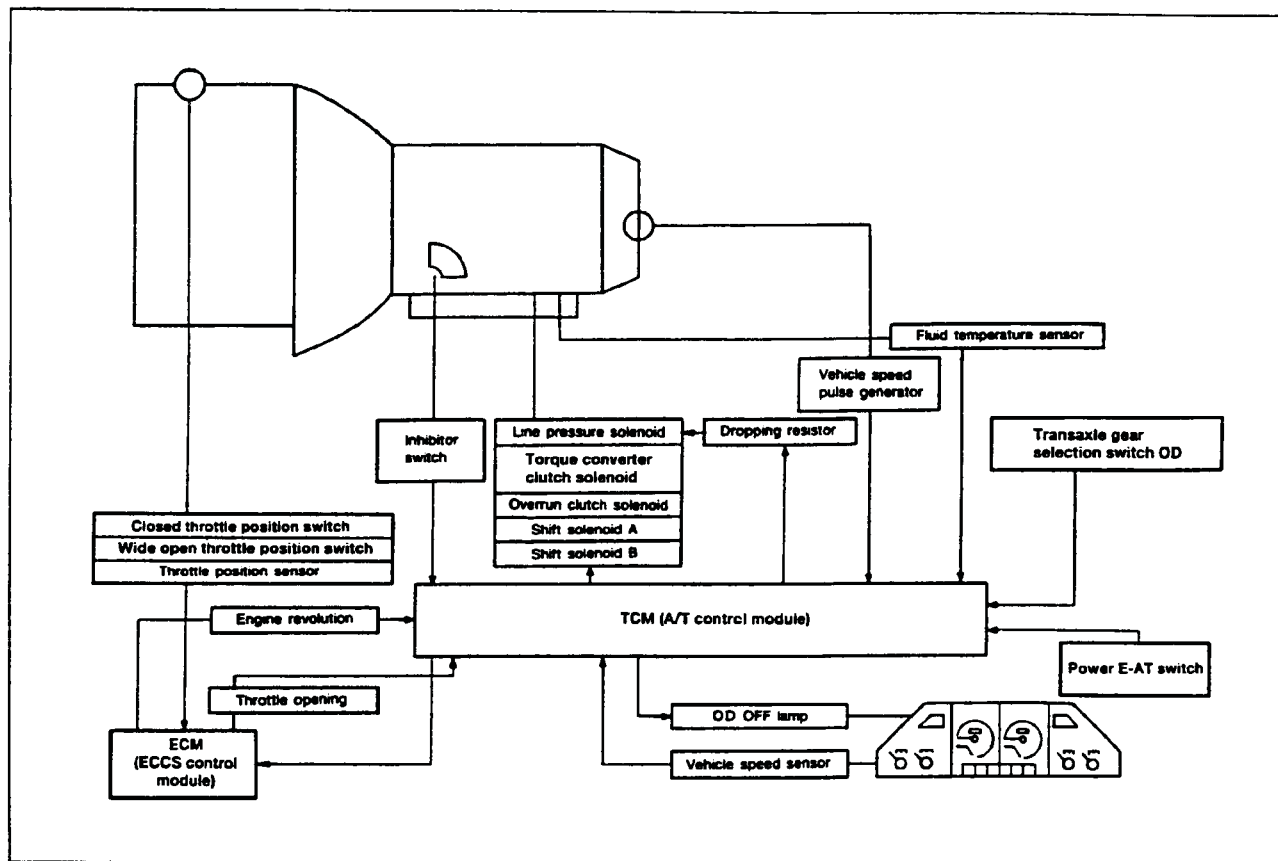 Fluid temperature sensor
Vehicle speed
pulse generator
Inhibitor
switch
Line pressure solenoid
Dropping resistor
Torque converter
clutch solenoid
Overrun clutch solenoid
Shift solenoid A
Shift solenoid B
Transaxle gear
selection switch OD
Closed throttle position switch
Wide open throttle position switch
Throttle position sensor
Engine revolution
TCM (A/T control module)
Power E-AT switch
Throttle opening
OD OFF lamp
ECM
(ECCS control
module)
Vehicle speed sensor